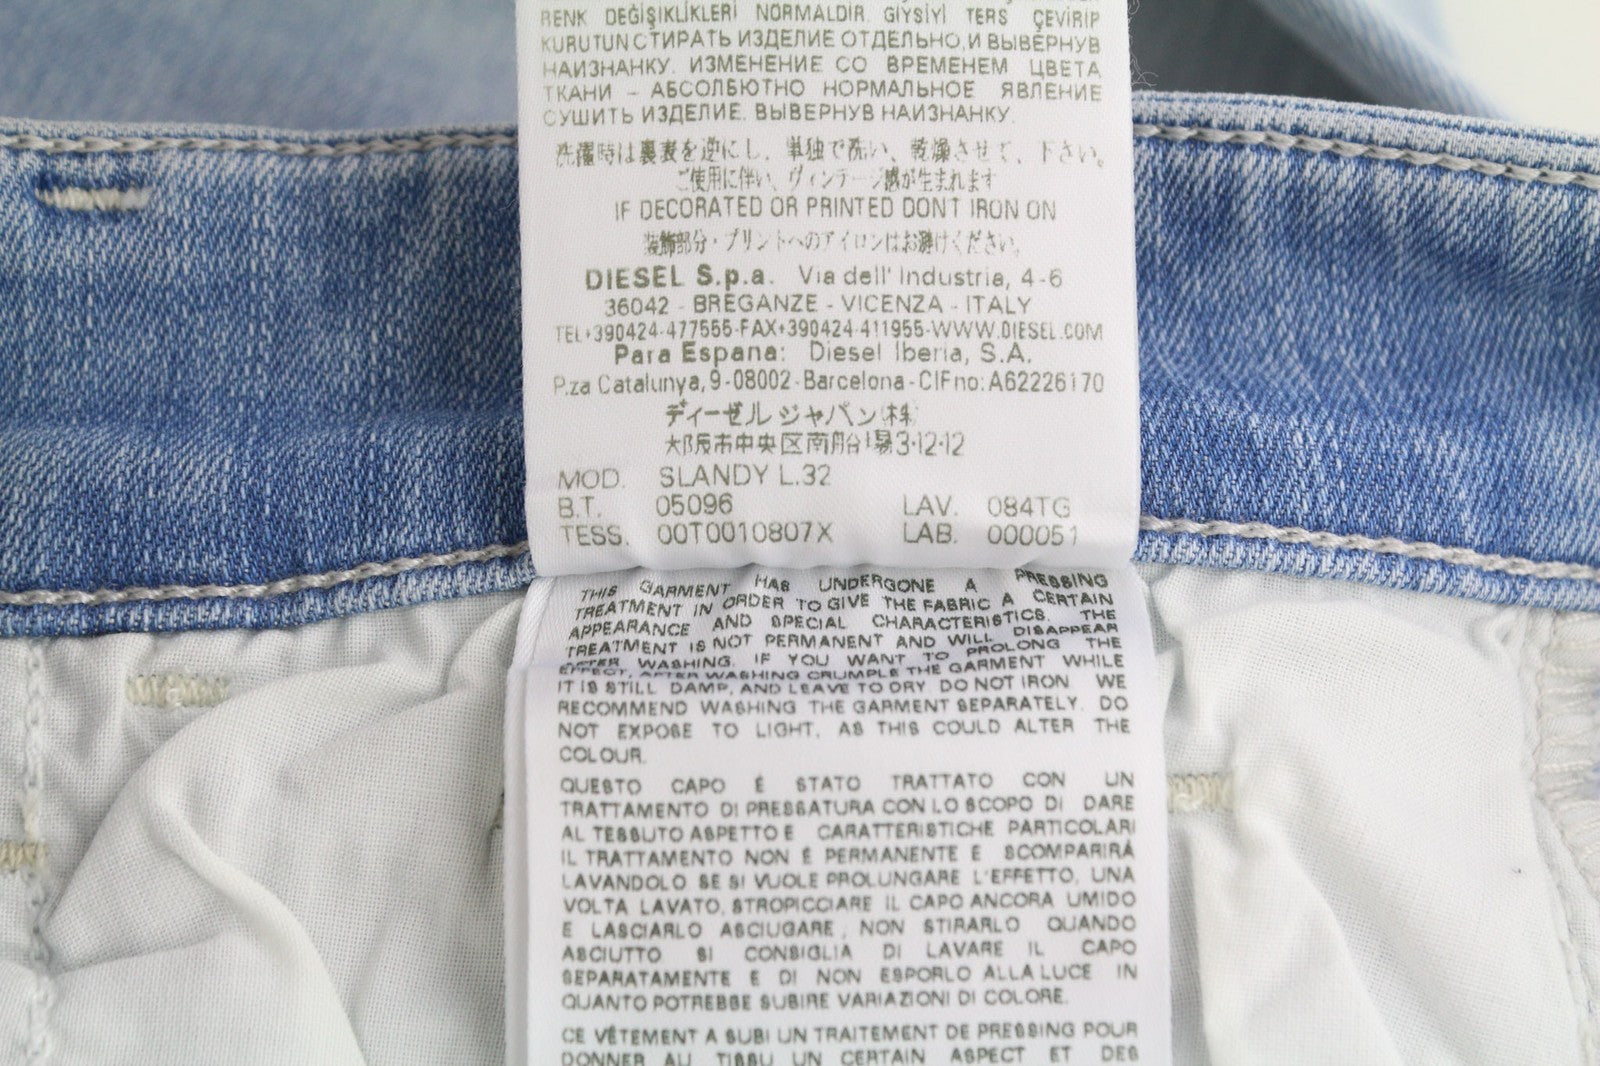 RENK DEĞİŞİKLİKLERİ NORMALDIR. GİYSİYİ TERS ÇEVİRIP
KURUTUN СТИРАТЬ ИЗДЕЛИЕ ОТДЕЛЬНО, И ВЫВЕРНУВ
НАИЗНАНКУ. ИЗМЕНЕНИЕ СО ВРЕМЕНЕМ ЦВЕТА
ТКАНИ - АБСОЛБЮТНО НОРМАЛЬНОЕ ЯВЛЕНИЕ
СУШИТЬ ИЗДЕЛИЕ. ВЫВЕРНУВ НАИЗНАНКУ.
洗濯時は裏表を逆にし、単独で洗い、乾燥させて、下さい。
ご使用に伴い、ヴィンテージ感が生まれます
IF DECORATED OR PRINTED DONT IRON ON
装飾部分・プリントへのアイロンはお避けください。
DIESEL S.p.a. Via dell' Industria, 4-6
36042 - BREGANZE - VICENZA - ITALY
TEL+390424-477555-FAX+390424-411955-WWW.DIESEL.COM
Para Espana: Diesel Iberia, S.A.
P.za Catalunya, 9-08002-Barcelona-CIF no: A62226170
ディーゼル ジャパン(株)
大阪市中央区南船場3-12-12
MOD. SLANDY L.32
B.T. 05096 LAV. 084TG
TESS. 00T0010807X LAB. 000051
THIS GARMENT HAS UNDERGONE A PRESSING
TREATMENT IN ORDER TO GIVE THE FABRIC A CERTAIN
APPEARANCE AND SPECIAL CHARACTERISTICS. THE
TREATMENT IS NOT PERMANENT AND WILL DISAPPEAR
AFTER WASHING. IF YOU WANT TO PROLONG THE
EFFECT, AFTER WASHING CRUMPLE THE GARMENT WHILE
IT IS STILL DAMP, AND LEAVE TO DRY DO NOT IRON WE
RECOMMEND WASHING THE GARMENT SEPARATELY. DO
NOT EXPOSE TO LIGHT, AS THIS COULD ALTER THE
COLOUR.
QUESTO CAPO É STATO TRATTATO CON UN
TRATTAMENTO DI PRESSATURA CON LO SCOPO DI DARE
AL TESSUTO ASPETTO E CARATTERISTICHE PARTICOLARI
IL TRATTAMENTO NON É PERMANENTE E SCOMPARIRÁ
LAVANDOLO SE SI VUOLE PROLUNGARE L'EFFETTO, UNA
VOLTA LAVATO, STROPICCIARE IL CAPO ANCORA UMIDO
E LASCIARLO ASCIUGARE, NON STIRARLO QUANDO
ASCIUTTO SI CONSIGLIA DI LAVARE IL CAPO
SEPARATAMENTE E DI NON ESPORLO ALLA LUCE IN
QUANTO POTREBBE SUBIRE VARIAZIONI DI COLORE.
CE VÊTEMENT A SUBI UN TRAITEMENT DE PRESSING POUR
DONNER AU TISSU UN CERTAIN ASPECT ET DES